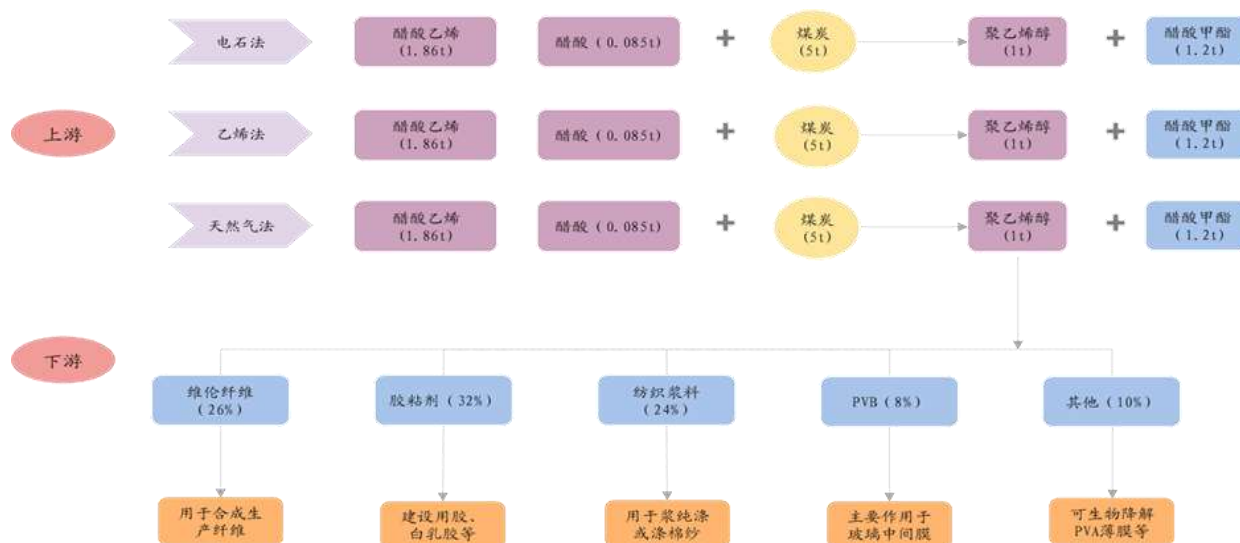 电石法
醋酸乙烯
(1.86t)
醋酸（0.085t）
+
煤炭
(5t)
聚乙烯醇
(1t)
+
醋酸甲酯
(1.2t)
上游
乙烯法
醋酸乙烯
(1.86t)
醋酸（0.085t）
+
煤炭
(5t)
聚乙烯醇
(1t)
+
醋酸甲酯
(1.2t)
天然气法
醋酸乙烯
(1.86t)
醋酸（0.085t）
+
煤炭
(5t)
聚乙烯醇
(1t)
+
醋酸甲酯
(1.2t)
下游
维伦纤维
(26%)
胶粘剂（32%）
纺织浆料
(24%)
PVB（8%）
其他（10%）
用于合成生
产纤维
建设用胶、
白乳胶等
用于浆纯涤
或涤棉纱
主要作用于
玻璃中间膜
可生物降解
PVA薄膜等